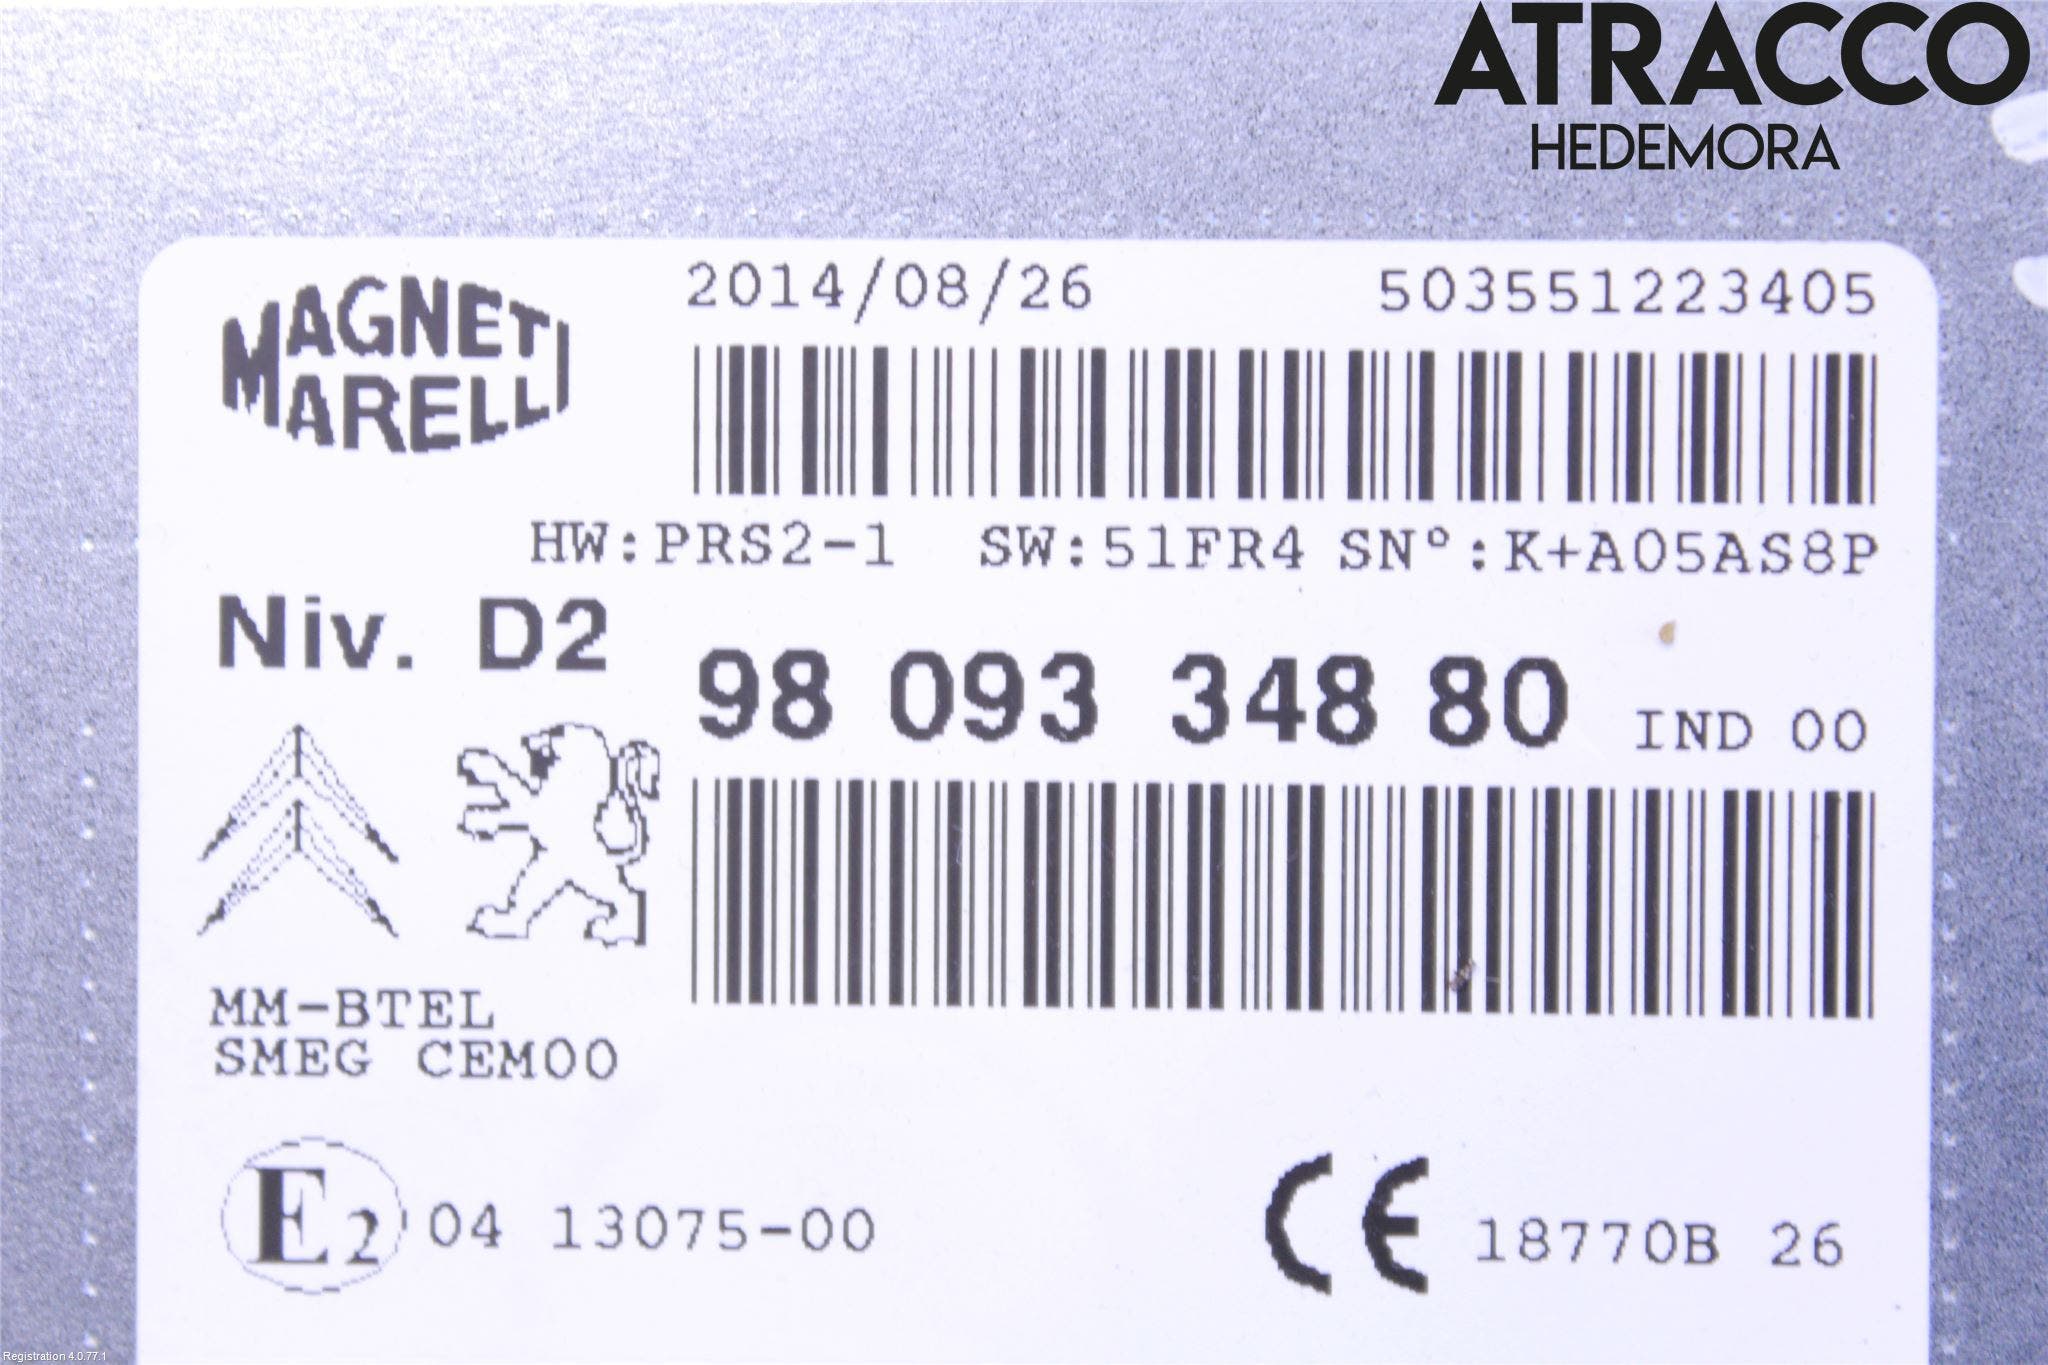 ATRACCO
HEDEMORA
MAGNETI
MARELLI
2014/08/26 503551223405
HW:PRS2-1 SW:51FR4 SN°:K+A05AS8P
Niv. D2
98 093 348 80 IND 00
MM-BTEL
SMEG CEM00
E2 04 13075-00
CE 18770B 26
Registration 4.0.77.1